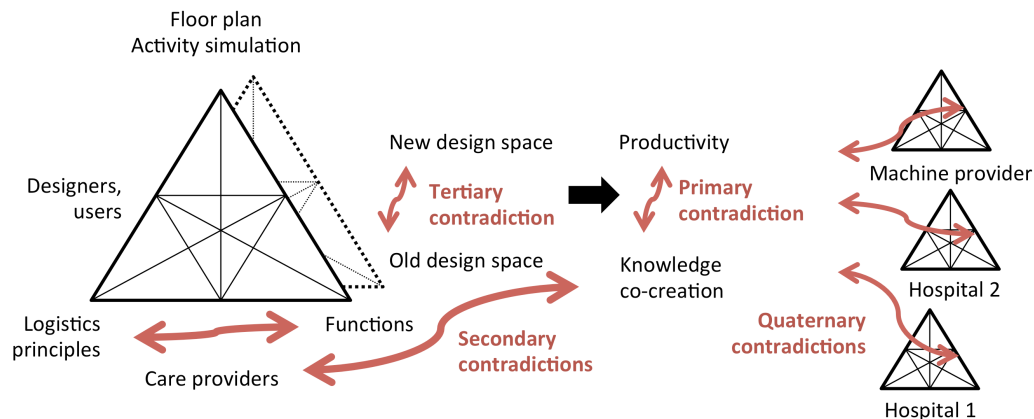 Floor plan
Activity simulation
Designers,
users
Logistics
principles
Functions
Care providers
New design space
Tertiary
contradiction
Old design space
Secondary
contradictions
Productivity
Primary
contradiction
Knowledge
co-creation
Quaternary
contradictions
Machine provider
Hospital 2
Hospital 1